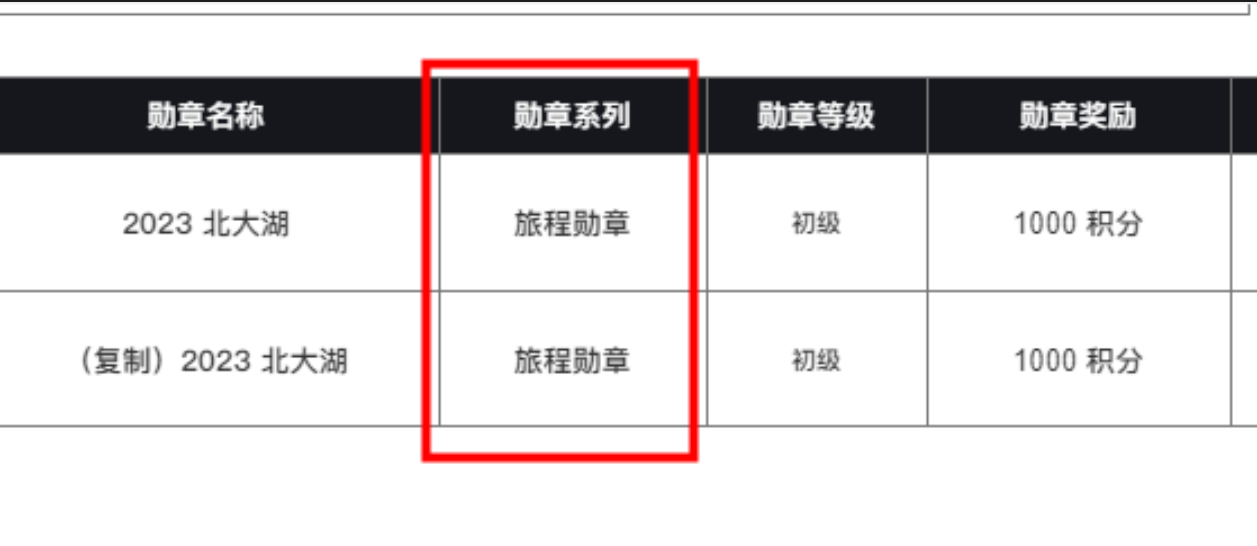 勋章名称 勋章系列 勋章等级 勋章奖励
2023 北大湖 旅程勋章 初级 1000 积分
（复制）2023 北大湖 旅程勋章 初级 1000 积分